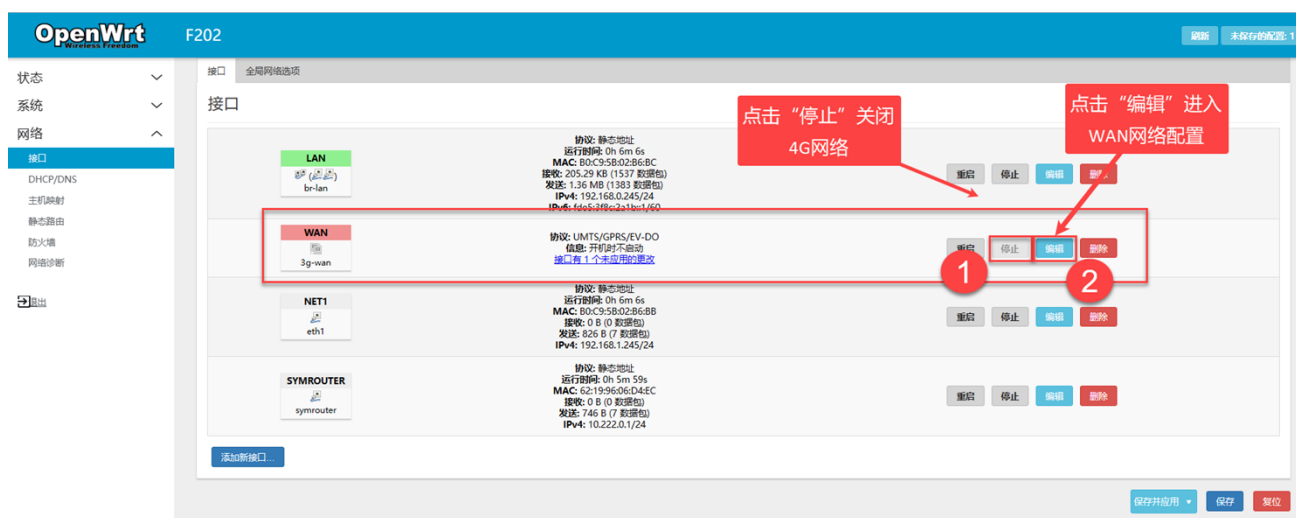 OpenWrt
Wireless Freedom
F202
刷新
未保存的配置: 1
状态
系统
网络
接口
DHCP/DNS
主机映射
静态路由
防火墙
网络诊断
退出
接口 全局网络选项
接口
点击“停止”关闭
4G网络
点击“编辑”进入
WAN网络配置
LAN
br-lan
协议: 静态地址
运行时间: 0h 6m 6s
MAC: B0:C9:5B:02:B6:BC
接收: 205.29 KB (1537 数据包)
发送: 1.36 MB (1383 数据包)
IPv4: 192.168.0.245/24
IPv6: fde5:3f8c:2a1b::1/60
重启 停止 编辑 删除
WAN
3g-wan
协议: UMTS/GPRS/EV-DO
信息: 开机时不启动
接口有 1 个未应用的更改
重启 停止 编辑 删除
1
2
NET1
eth1
协议: 静态地址
运行时间: 0h 6m 6s
MAC: B0:C9:5B:02:B6:BB
接收: 0 B (0 数据包)
发送: 826 B (7 数据包)
IPv4: 192.168.1.245/24
重启 停止 编辑 删除
SYMROUTER
symrouter
协议: 静态地址
运行时间: 0h 5m 59s
MAC: 62:19:96:06:D4:EC
接收: 0 B (0 数据包)
发送: 746 B (7 数据包)
IPv4: 10.222.0.1/24
重启 停止 编辑 删除
添加新接口...
保存并应用 保存 复位